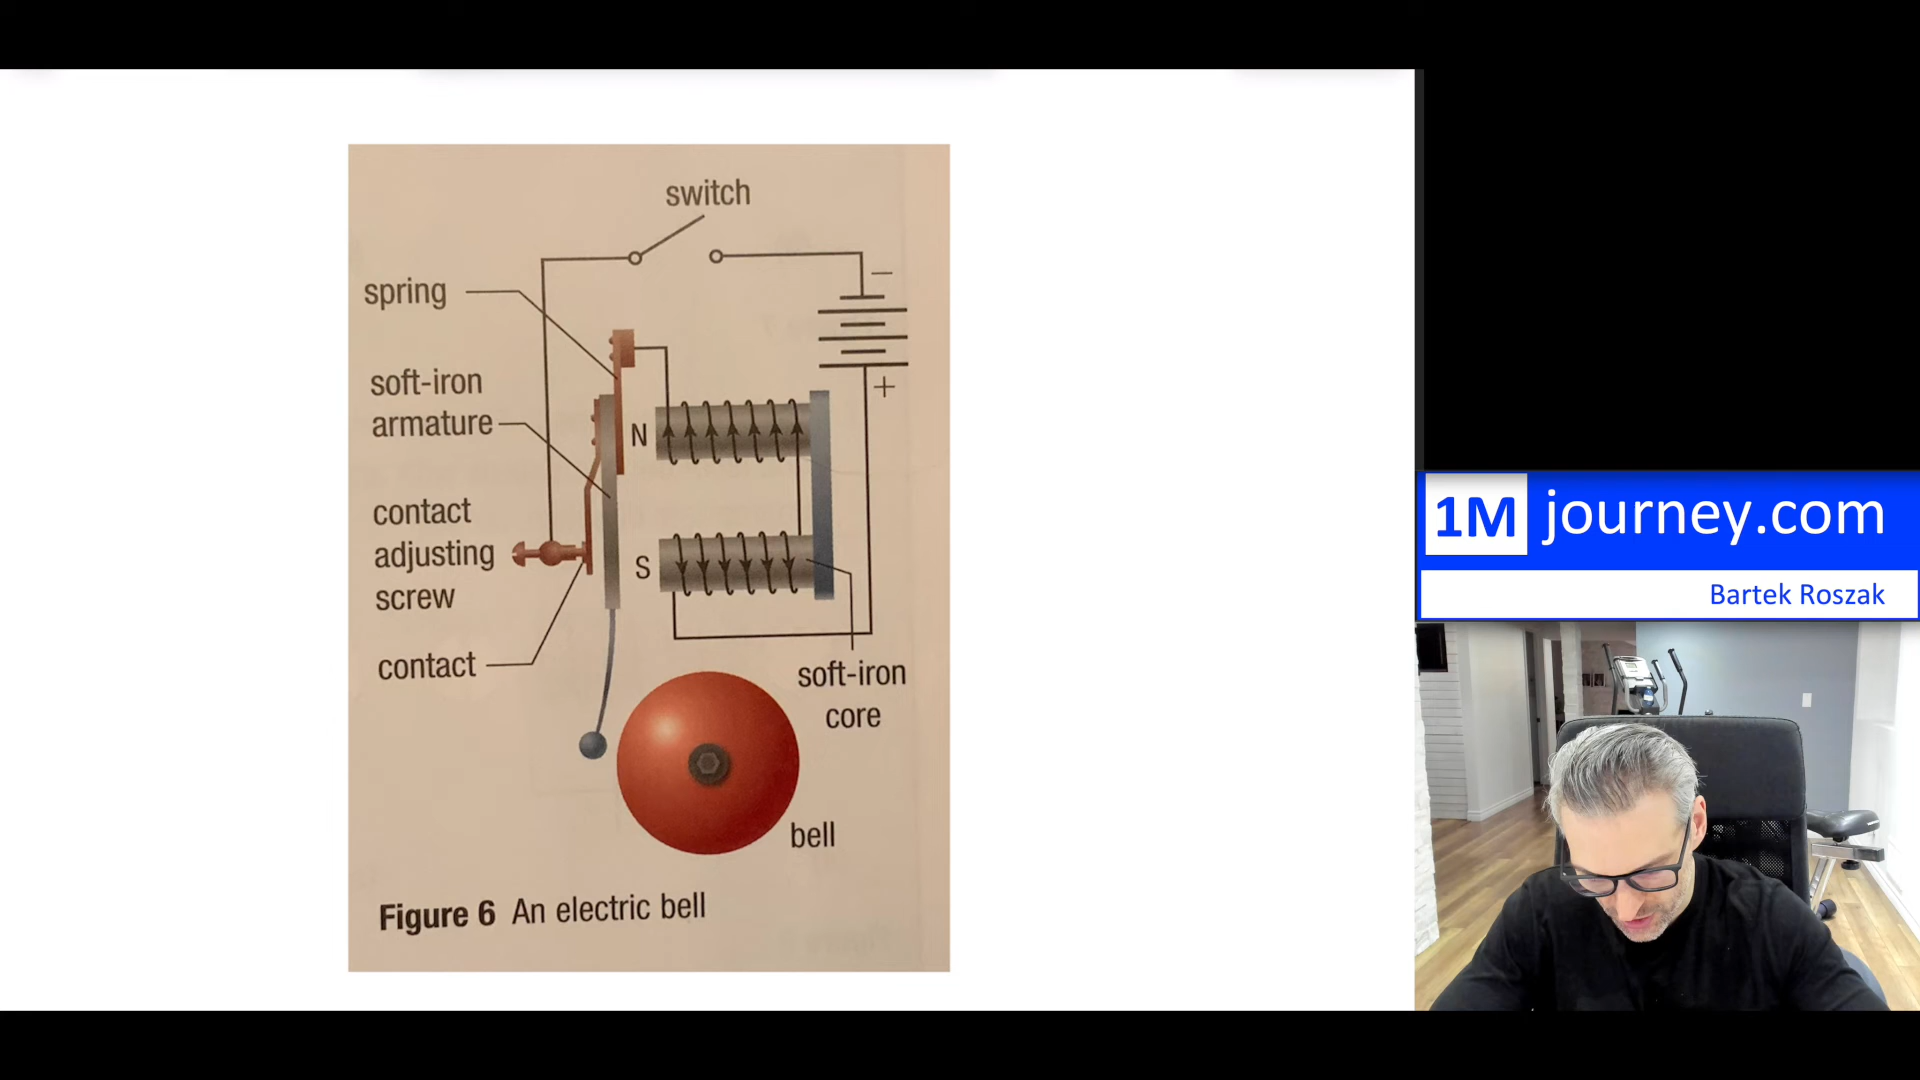 switch
spring
−
soft-iron
armature
+
N
contact
adjusting
screw
S
contact
soft-iron
core
bell
Figure 6 An electric bell
1M journey.com
Bartek Roszak